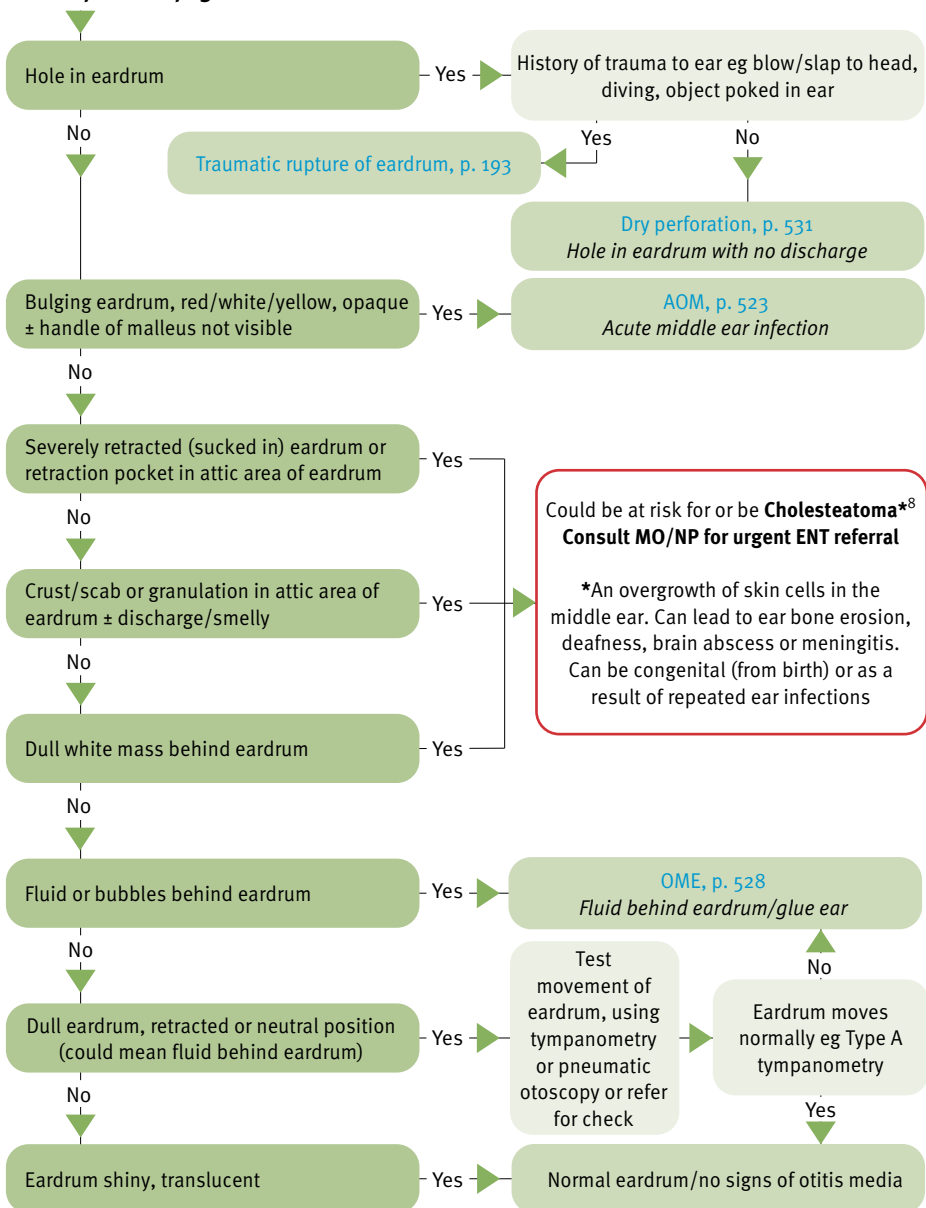 Hole in eardrum
Yes
History of trauma to ear eg blow/slap to head,
diving, object poked in ear
No
Yes
No
Traumatic rupture of eardrum, p. 193
Dry perforation, p. 531
Hole in eardrum with no discharge
Bulging eardrum, red/white/yellow, opaque
± handle of malleus not visible
Yes
AOM, p. 523
Acute middle ear infection
No
Severely retracted (sucked in) eardrum or
retraction pocket in attic area of eardrum
Yes
No
Crust/scab or granulation in attic area of
eardrum ± discharge/smelly
Yes
No
Dull white mass behind eardrum
Yes
Could be at risk for or be Cholesteatoma*8
Consult MO/NP for urgent ENT referral
*An overgrowth of skin cells in the
middle ear. Can lead to ear bone erosion,
deafness, brain abscess or meningitis.
Can be congenital (from birth) or as a
result of repeated ear infections
No
Fluid or bubbles behind eardrum
Yes
OME, p. 528
Fluid behind eardrum/glue ear
No
Dull eardrum, retracted or neutral position
(could mean fluid behind eardrum)
Yes
Test
movement of
eardrum, using
tympanometry
or pneumatic
otoscopy or refer
for check
No
Eardrum moves
normally eg Type A
tympanometry
Yes
No
Eardrum shiny, translucent
Yes
Normal eardrum/no signs of otitis media